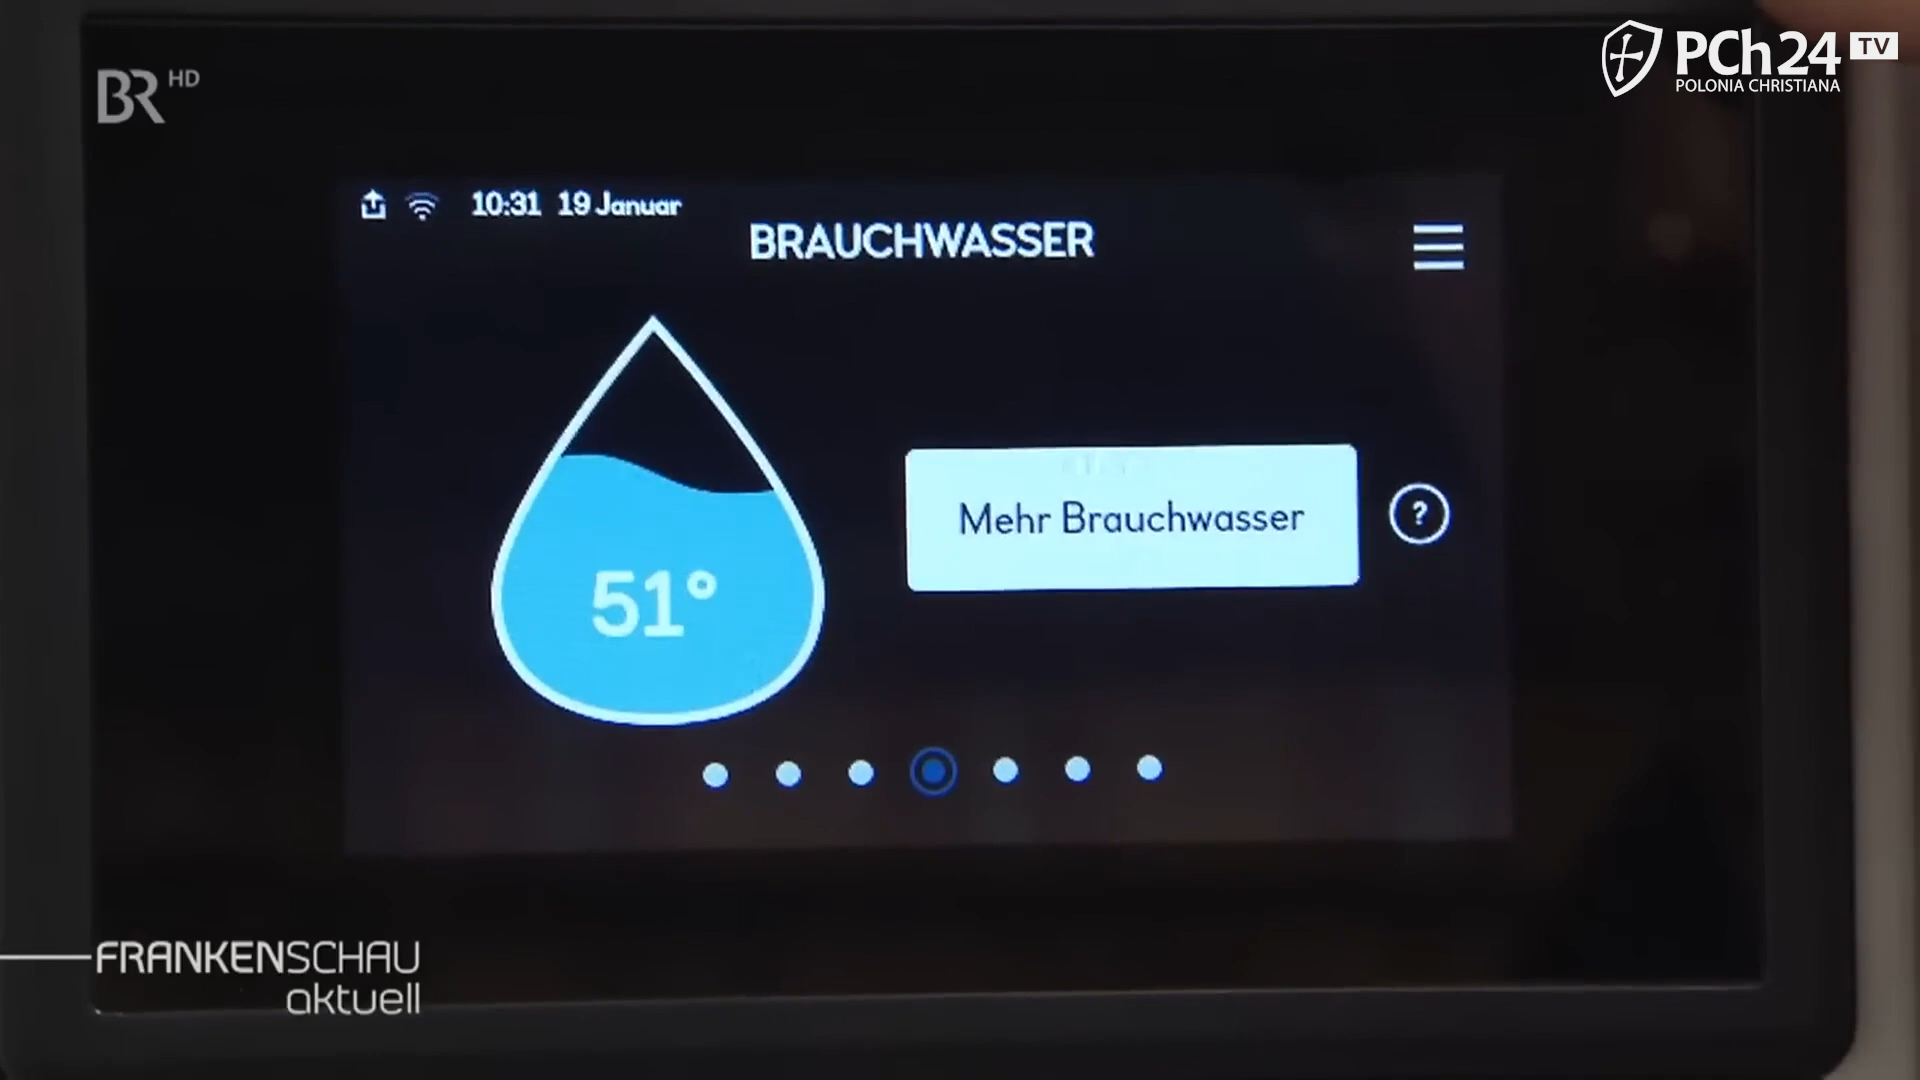 BR HD
PCh24 TV
POLONIA CHRISTIANA
10:31 19 Januar
BRAUCHWASSER
51°
Mehr Brauchwasser
?
FRANKENSCHAU
aktuell